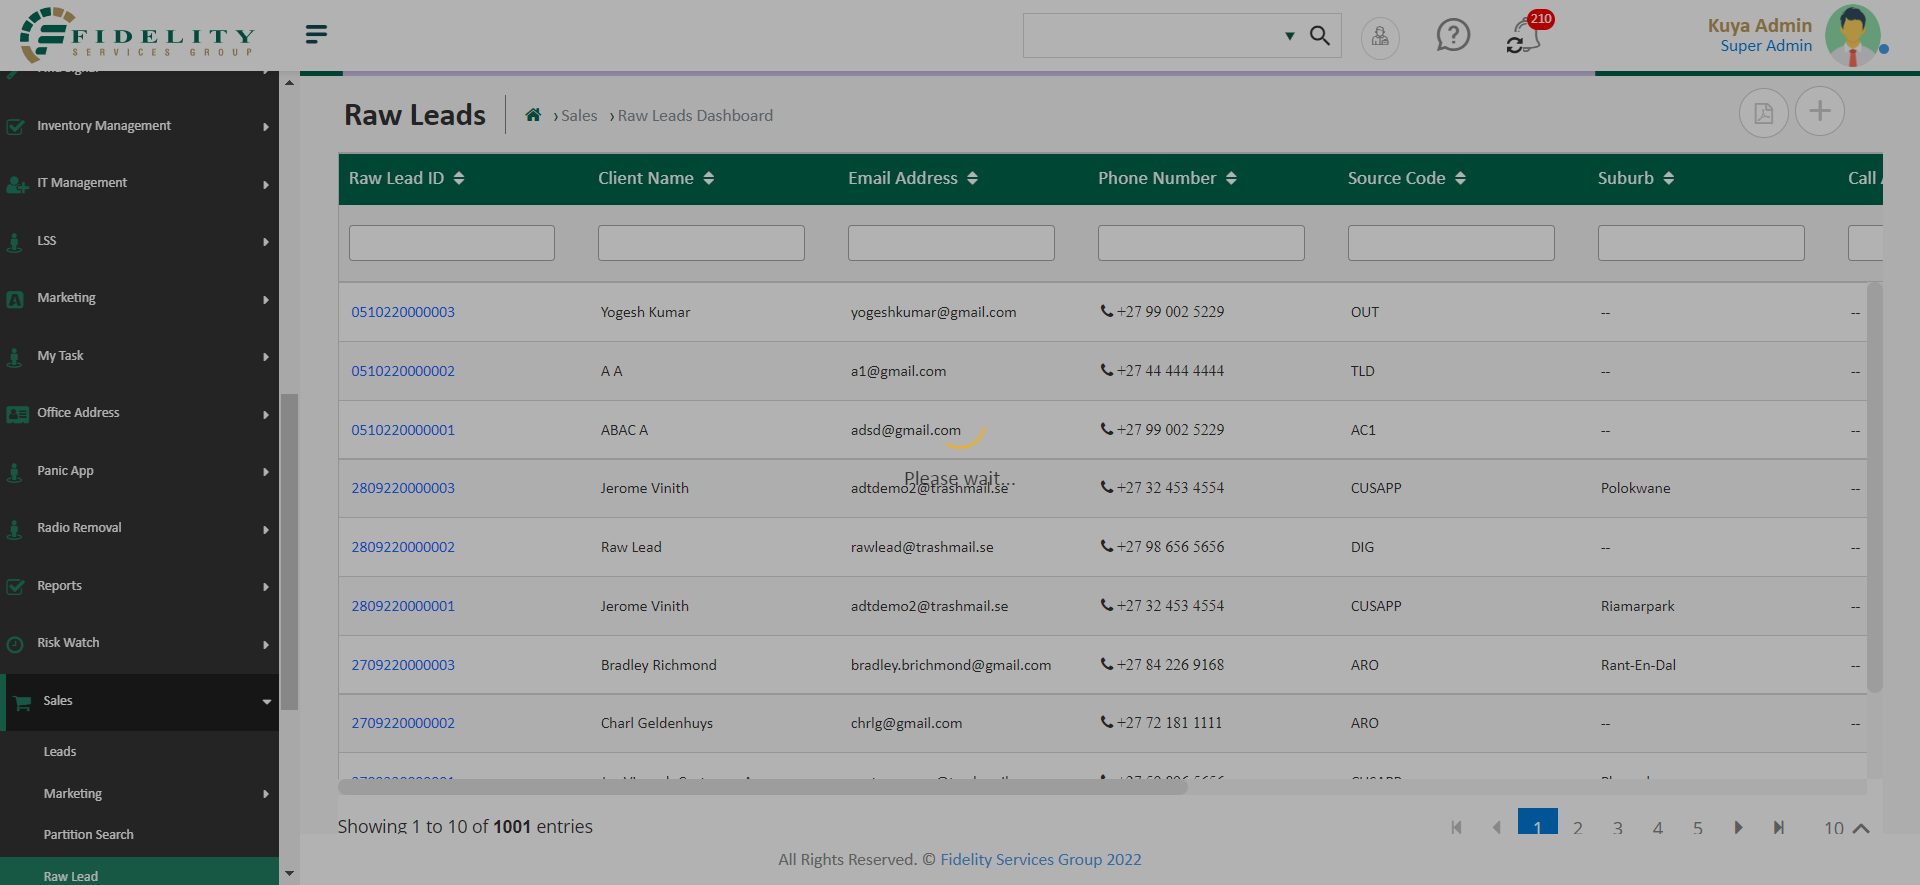 FIDELITY
SERVICES GROUP
210
Kuya Admin
Super Admin
Inventory Management
IT Management
LSS
Marketing
My Task
Office Address
Panic App
Radio Removal
Reports
Risk Watch
Sales
Leads
Marketing
Partition Search
Raw Lead
Raw Leads
› Sales › Raw Leads Dashboard
Raw Lead ID Client Name Email Address Phone Number Source Code Suburb Call
0510220000003 Yogesh Kumar yogeshkumar@gmail.com +27 99 002 5229 OUT -- --
0510220000002 A A a1@gmail.com +27 44 444 4444 TLD -- --
0510220000001 ABAC A adsd@gmail.com +27 99 002 5229 AC1 -- --
Please wait...
2809220000003 Jerome Vinith adtdemo2@trashmail.se +27 32 453 4554 CUSAPP Polokwane --
2809220000002 Raw Lead rawlead@trashmail.se +27 98 656 5656 DIG -- --
2809220000001 Jerome Vinith adtdemo2@trashmail.se +27 32 453 4554 CUSAPP Riamarpark --
2709220000003 Bradley Richmond bradley.brichmond@gmail.com +27 84 226 9168 ARO Rant-En-Dal --
2709220000002 Charl Geldenhuys chrlg@gmail.com +27 72 181 1111 ARO -- --
Showing 1 to 10 of 1001 entries
1 2 3 4 5 10
All Rights Reserved. © Fidelity Services Group 2022